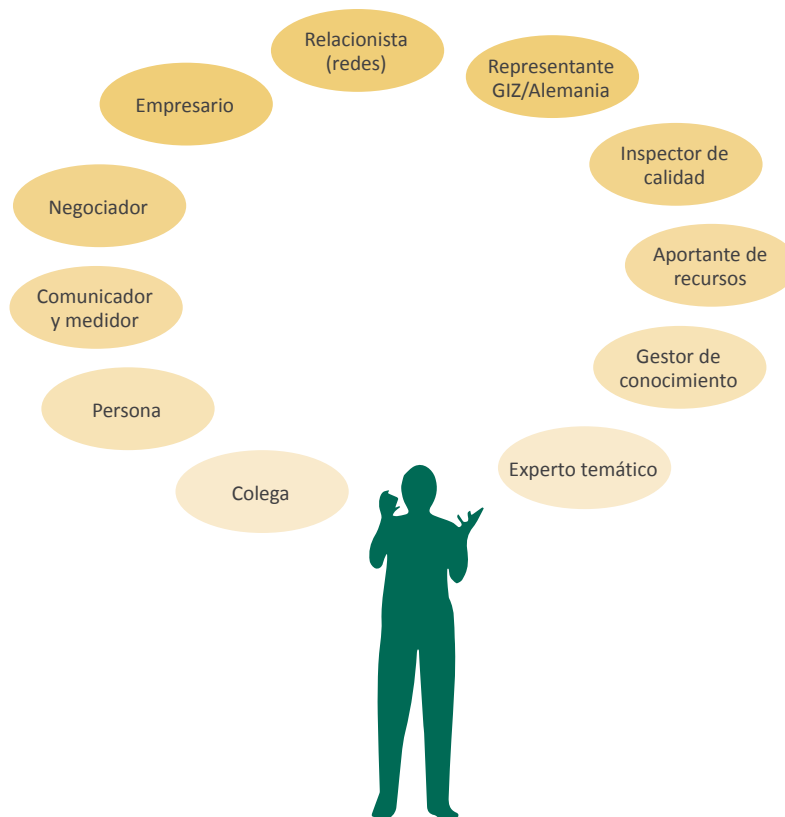 Relacionista
(redes)
Representante
GIZ/Alemania
Empresario
Inspector de
calidad
Negociador
Aportante de
recursos
Comunicador
y medidor
Gestor de
conocimiento
Persona
Experto temático
Colega